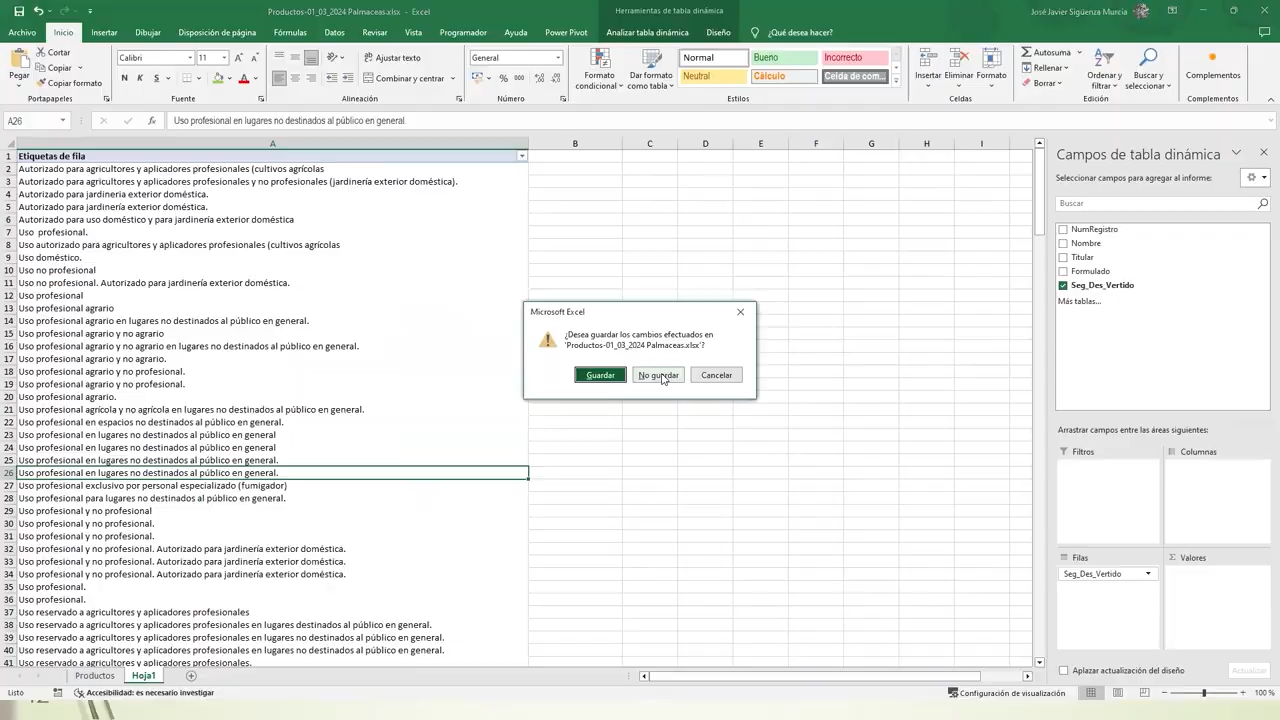 Productos-01_03_2024 Palmaceas.xlsx - Excel
Herramientas de tabla dinámica
José Javier Sigüenza Murcia
Archivo Inicio Insertar Dibujar Disposición de página Fórmulas Datos Revisar Vista Programador Ayuda Power Pivot Analizar tabla dinámica Diseño ¿Qué desea hacer?
Pegar
Cortar
Copiar
Copiar formato
Portapapeles
Calibri 11
N K S
Fuente
Ajustar texto
Combinar y centrar
Alineación
General
% 000
Número
Formato condicional
Dar formato como tabla
Normal Bueno Incorrecto
Neutral Cálculo Celda de com...
Estilos
Insertar Eliminar Formato
Celdas
Autosuma
Rellenar
Borrar
Ordenar y filtrar
Buscar y seleccionar
Edición
Complementos
Complementos
A26 fx Uso profesional en lugares no destinados al público en general.
A B C D E F G H I
1 Etiquetas de fila
2 Autorizado para agricultores y aplicadores profesionales (cultivos agrícolas
3 Autorizado para agricultores y aplicadores profesionales y no profesionales (jardinería exterior doméstica).
4 Autorizado para jardineria exterior doméstica.
5 Autorizado para jardinería exterior doméstica.
6 Autorizado para uso doméstico y para jardinería exterior doméstica
7 Uso  profesional.
8 Uso autorizado para agricultores y aplicadores profesionales (cultivos agrícolas
9 Uso doméstico.
10 Uso no profesional
11 Uso no profesional. Autorizado para jardinería exterior doméstica.
12 Uso profesional
13 Uso profesional agrario
14 Uso profesional agrario en lugares no destinados al público en general.
15 Uso profesional agrario y no agrario
16 Uso profesional agrario y no agrario en lugares no destinados al público en general.
17 Uso profesional agrario y no agrario.
18 Uso profesional agrario y no profesional.
19 Uso profesional agrario y no profesional.
20 Uso profesional agrario.
21 Uso profesional agrícola y no agrícola en lugares no destinados al público en general.
22 Uso profesional en espacios no destinados al público en general.
23 Uso profesional en lugares no destinados al público en general
24 Uso profesional en lugares no destinados al público en general
25 Uso profesional en lugares no destinados al público en general.
26 Uso profesional en lugares no destinados al público en general.
27 Uso profesional exclusivo por personal especializado (fumigador)
28 Uso profesional para lugares no destinados al público en general.
29 Uso profesional y no profesional
30 Uso profesional y no profesional.
31 Uso profesional y no profesional.
32 Uso profesional y no profesional. Autorizado para jardinería exterior doméstica.
33 Uso profesional y no profesional. Autorizado para jardinería exterior doméstica.
34 Uso profesional y no profesional. Autorizado para jardinería exterior doméstica.
35 Uso profesional.
36 Uso profesional.
37 Uso reservado a agricultores y aplicadores profesionales
38 Uso reservado a agricultores y aplicadores profesionales en lugares destinados al público en general.
39 Uso reservado a agricultores y aplicadores profesionales en lugares no destinados al público en general.
40 Uso reservado a agricultores y aplicadores profesionales en lugares no destinados al público en general.
41 Uso reservado a agricultores y aplicadores profesionales.
Microsoft Excel
¿Desea guardar los cambios efectuados en
'Productos-01_03_2024 Palmaceas.xlsx'?
Guardar No guardar Cancelar
Campos de tabla dinámica
Seleccionar campos para agregar al informe:
Buscar
NumRegistro
Nombre
Titular
Formulado
Seg_Des_Vertido
Más tablas...
Arrastrar campos entre las áreas siguientes:
Filtros Columnas
Filas Valores
Seg_Des_Vertido
Aplazar actualización del diseño Actualizar
Productos Hoja1
Listo Accesibilidad: es necesario investigar Configuración de visualización 100 %